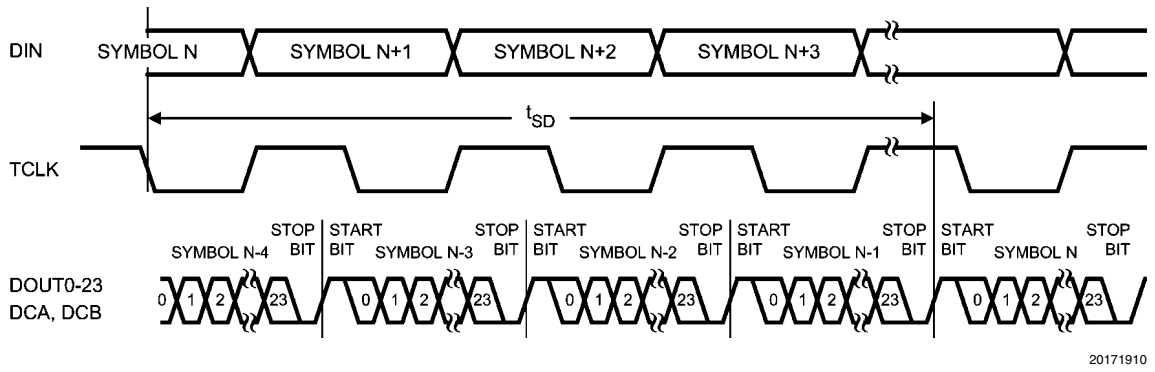 DIN
SYMBOL N
SYMBOL N+1
SYMBOL N+2
SYMBOL N+3
tSD
TCLK
STOP
BIT
START
BIT
STOP
BIT
START
BIT
STOP
BIT
START
BIT
STOP
BIT
START
BIT
STOP
BIT
SYMBOL N-4
SYMBOL N-3
SYMBOL N-2
SYMBOL N-1
SYMBOL N
DOUT0-23
DCA, DCB
0 1 2 23
0 1 2 23
0 1 2 23
0 1 2 23
0 1 2 23
20171910